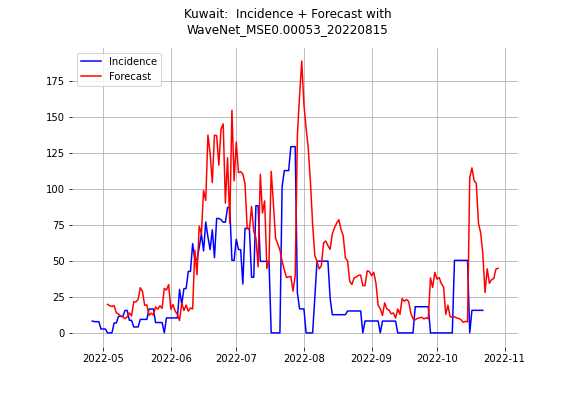 Kuwait:  Incidence + Forecast with
WaveNet_MSE0.00053_20220815
Incidence
Forecast
175
150
125
100
75
50
25
0
2022-05 2022-06 2022-07 2022-08 2022-09 2022-10 2022-11